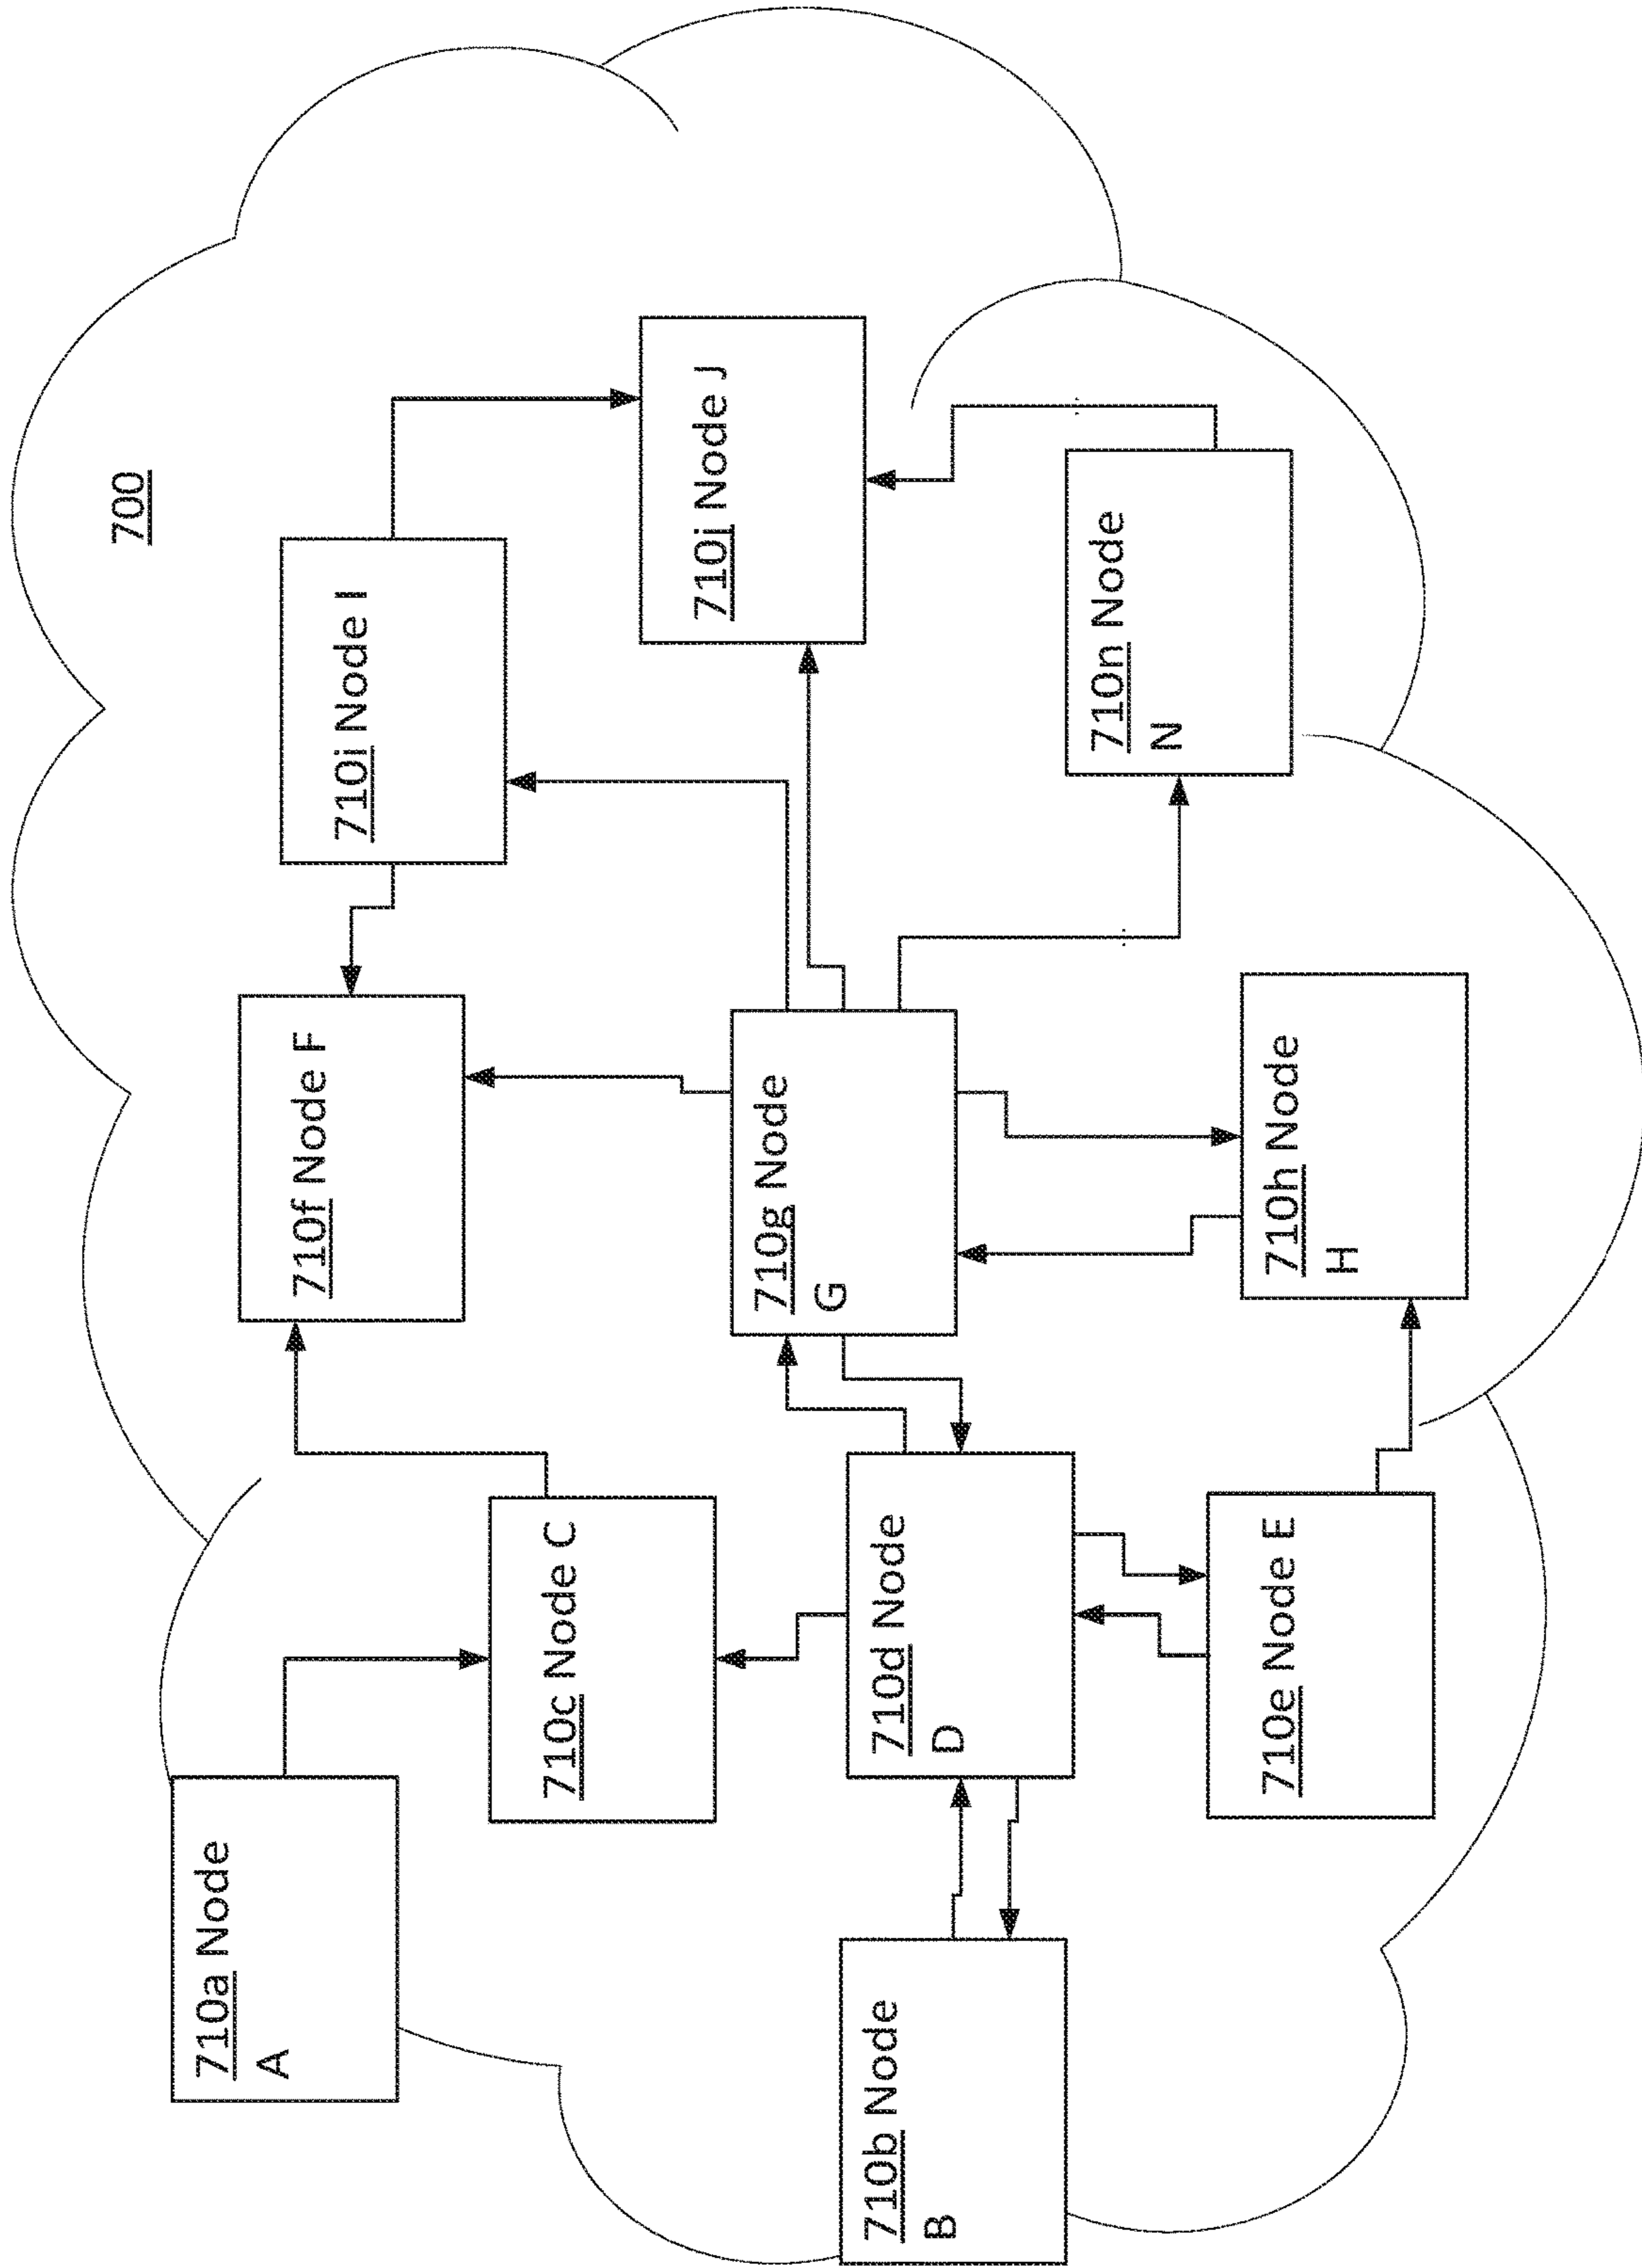 700
710a Node
A
710c Node C
710f Node F
710i Node I
710b Node
B
710d Node
D
710g Node
G
710j Node J
710e Node E
710h Node
H
710n Node
N